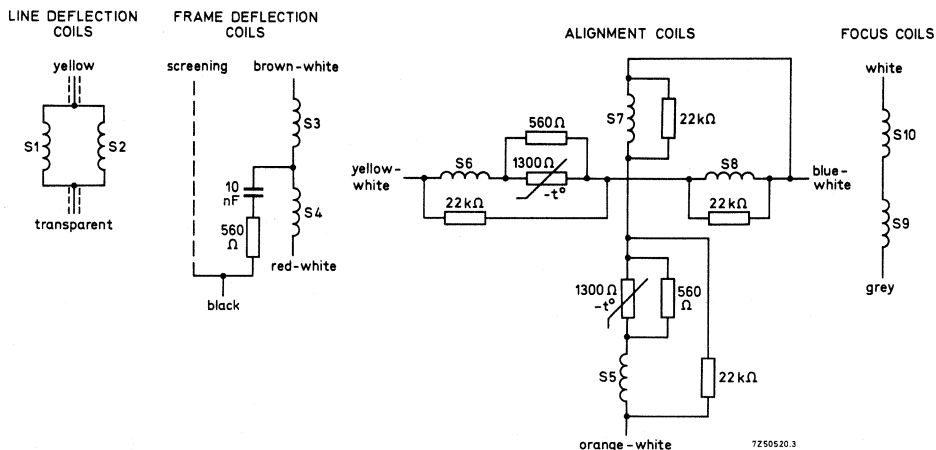 LINE DEFLECTION
COILS
yellow
S1
S2
transparent
FRAME DEFLECTION
COILS
screening
brown-white
S3
10
nF
S4
560
Ω
red-white
black
ALIGNMENT COILS
S7
22kΩ
560Ω
yellow-
white
S6
1300Ω
-t°
22kΩ
S8
blue-
white
22kΩ
1300Ω
-t°
560
Ω
S5
22kΩ
orange-white
FOCUS COILS
white
S10
S9
grey
7Z50520.3